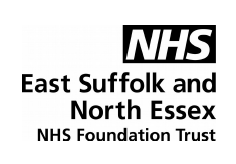 NHS
East Suffolk and
North Essex
NHS Foundation Trust